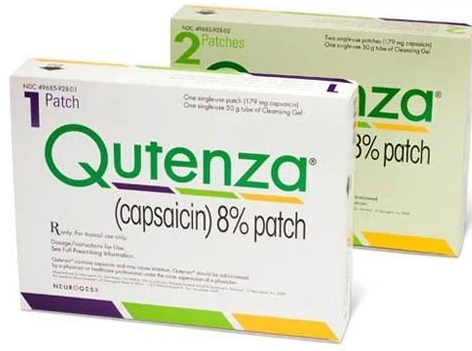 NDC 49685-928-01
1 Patch
One single-use patch (179 mg capsaicin)
One single-use 50 g tube of Cleansing Gel
Qutenza®
(capsaicin) 8% patch
Rx only. For topical use only.
Dosage/Instructions for Use:
See Full Prescribing Information.
Qutenza® contains capsaicin and may cause irritation. Qutenza® should be administered
by a physician or healthcare professional under the close supervision of a physician.
NEUROGESX
NDC 49685-928-02
2 Patches
Two single-use patches (179 mg capsaicin)
One single-use 50 g tube of Cleansing Gel
nza®
8% patch